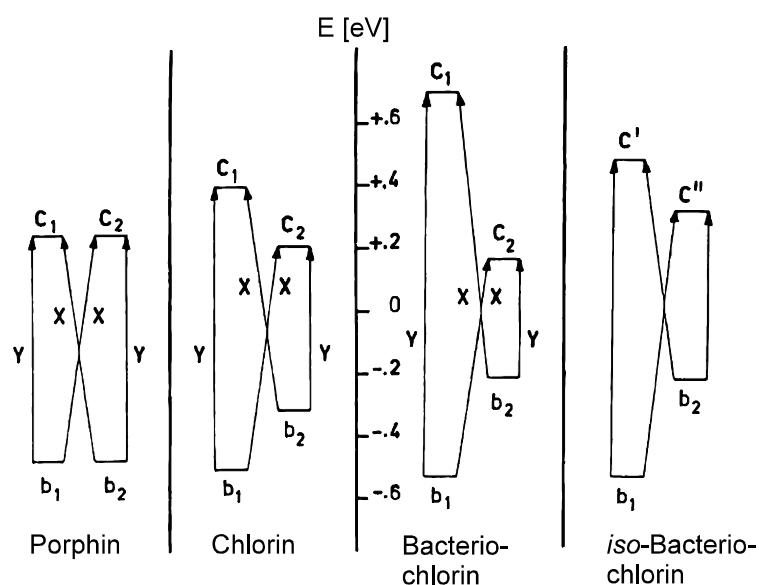 E [eV]
C₁
C₂
X X
Y
Y
b₁
b₂
Porphin
C₁
C₂
X X
Y
Y
b₂
b₁
Chlorin
+.6
+.4
+.2
0
-.2
-.4
-.6
C₁
C₂
X X
Y
Y
b₂
b₁
Bacterio-
chlorin
C'
C"
b₂
b₁
iso-Bacterio-
chlorin